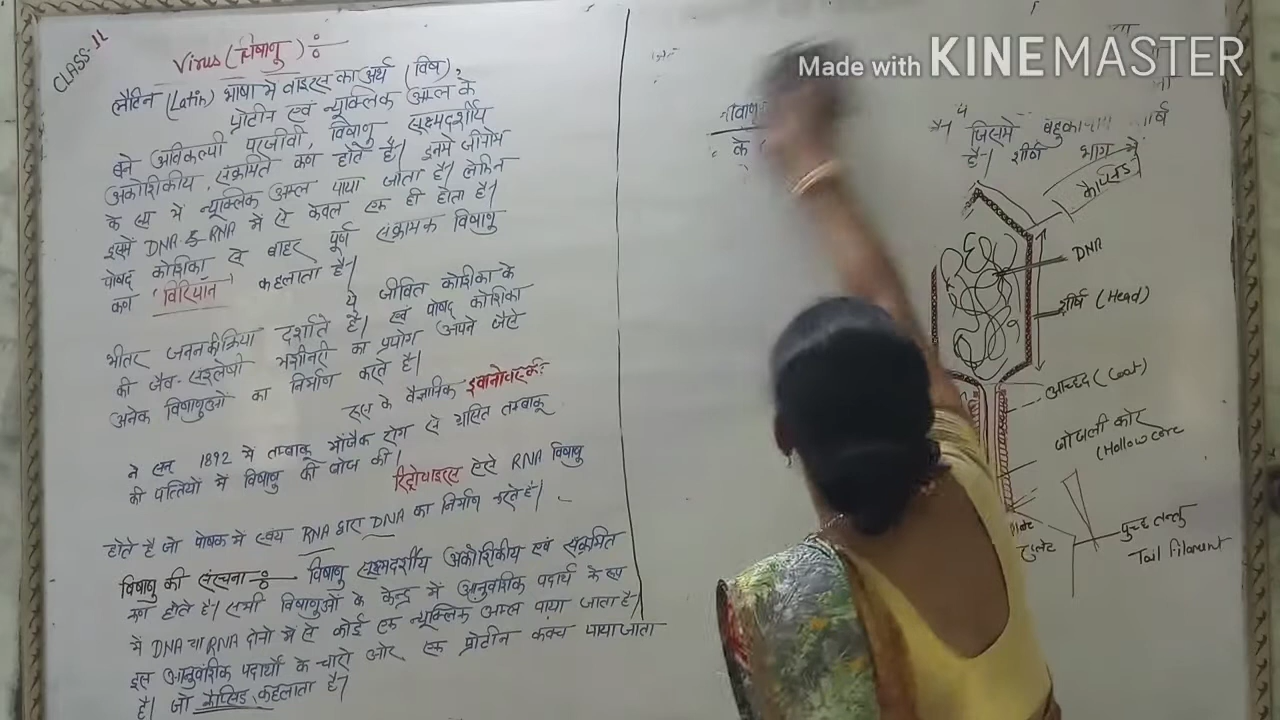 CLASS-11
Virus (विषाणु) :-
लैटिन (Latin) भाषा में वाइरस का अर्थ (विष),
प्रोटीन एवं न्यूक्लिक अम्ल के
बने अविकल्पी परजीवी, विषाणु सूक्ष्मदर्शीय
अकोशिकीय, संक्रमित कण होते है। इनमे जीनोम
के रूप में न्यूक्लिक अम्ल पाया जाता है। लेकिन
इसमें DNA & RNA में से केवल एक ही होता है।
पोषद कोशिका से बाहर पूर्ण संक्रामक विषाणु
कण 'विरियॉन' कहलाता है।
ये जीवित कोशिका के
भीतर जनन की क्रिया दर्शाते है। एवं पोषद कोशिका
की जैव-संश्लेषी मशीनरी का प्रयोग अपने जैसे
अनेक विषाणुओं का निर्माण करते है।
रूस के वैज्ञानिक इवानोवस्की
ने सन् 1892 में तम्बाकू मोजैक रोग से ग्रसित तम्बाकू
की पत्तियों में विषाणु की खोज की।
रिट्रोवाइरस ऐसे RNA विषाणु
होते है जो पोषक में स्वंय RNA द्वारा DNA का निर्माण करते है।
विषाणु की संरचना :- विषाणु सूक्ष्मदर्शीय अकोशिकीय एवं संक्रमित
कण होते है। सभी विषाणुओं के केन्द्र में आनुवंशिक पदार्थ के रूप
में DNA या RNA दोनो में से कोई एक न्यूक्लिक अम्ल पाया जाता है।
इस आनुवंशिक पदार्थो के चारो ओर एक प्रोटीन कवच पाया जाता
है। जो कैप्सिड कहलाता है।
Made with KINEMASTER
के
जिसमे
है। शीर्ष भाग में
कैप्सिड
DNA
शीर्ष (Head)
आच्छद (Coat)
खोखली कोर
(Hollow core
प्लेट
पुच्छ तन्तु
Tail filament